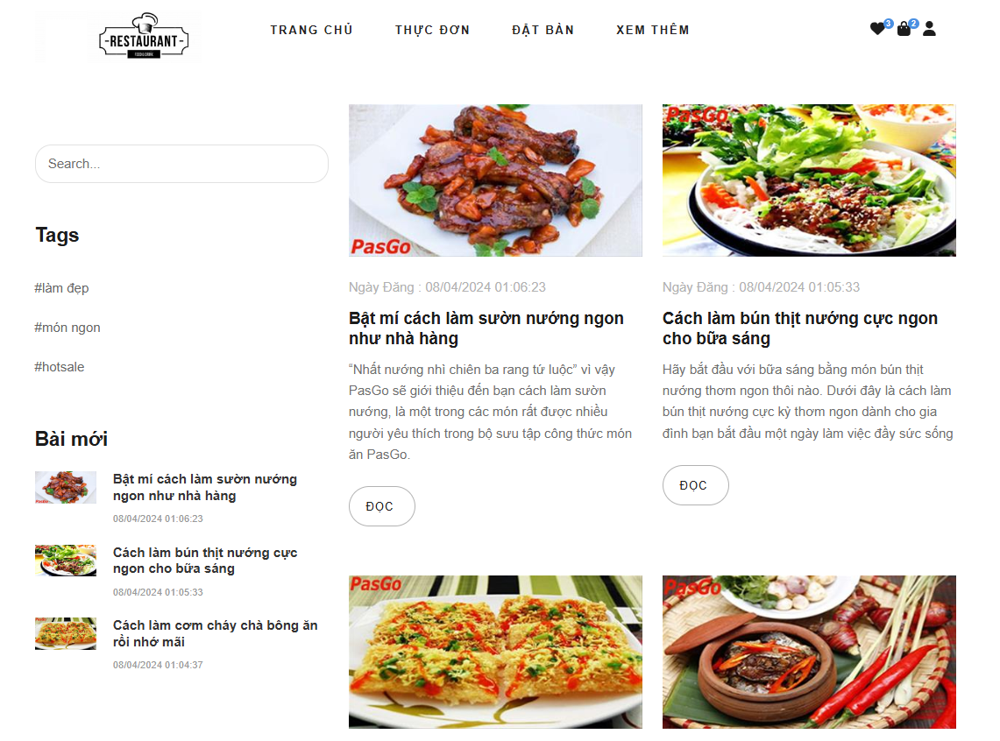 -RESTAURANT-
FOOD & DRINK
TRANG CHỦ
THỰC ĐƠN
ĐẶT BÀN
XEM THÊM
3
2
Search...
Tags
#làm đẹp
#món ngon
#hotsale
Bài mới
Bật mí cách làm sườn nướng
ngon như nhà hàng
08/04/2024 01:06:23
Cách làm bún thịt nướng cực
ngon cho bữa sáng
08/04/2024 01:05:33
Cách làm cơm cháy chà bông ăn
rồi nhớ mãi
08/04/2024 01:04:37
PasGo
Ngày Đăng : 08/04/2024 01:06:23
Bật mí cách làm sườn nướng ngon
như nhà hàng
“Nhất nướng nhì chiên ba rang tứ luộc” vì vậy
PasGo sẽ giới thiệu đến bạn cách làm sườn
nướng, là một trong các món rất được nhiều
người yêu thích trong bộ sưu tập công thức món
ăn PasGo.
ĐỌC
PasGo
Ngày Đăng : 08/04/2024 01:05:33
Cách làm bún thịt nướng cực ngon
cho bữa sáng
Hãy bắt đầu với bữa sáng bằng món bún thịt
nướng thơm ngon thôi nào. Dưới đây là cách làm
bún thịt nướng cực kỳ thơm ngon dành cho gia
đình bạn bắt đầu một ngày làm việc đầy sức sống
ĐỌC
PasGo
PasGo